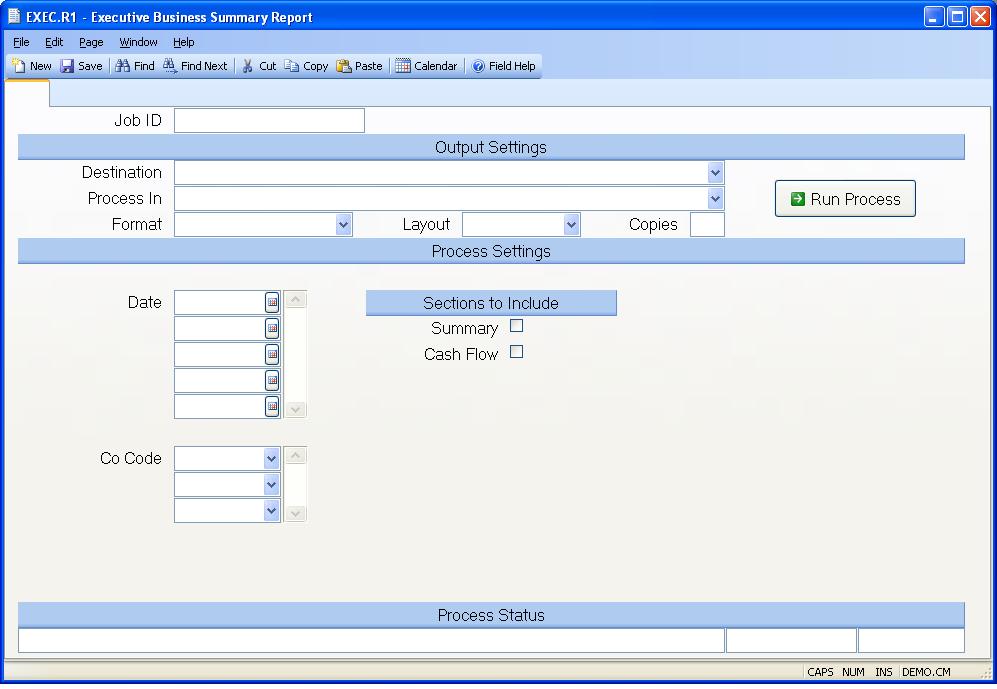 EXEC.R1 - Executive Business Summary Report
File Edit Page Window Help
New Save Find Find Next Cut Copy Paste Calendar Field Help
Job ID
Output Settings
Destination
Process In
Run Process
Format Layout Copies
Process Settings
Date
Sections to Include
Summary
Cash Flow
Co Code
Process Status
CAPS NUM INS DEMO.CM